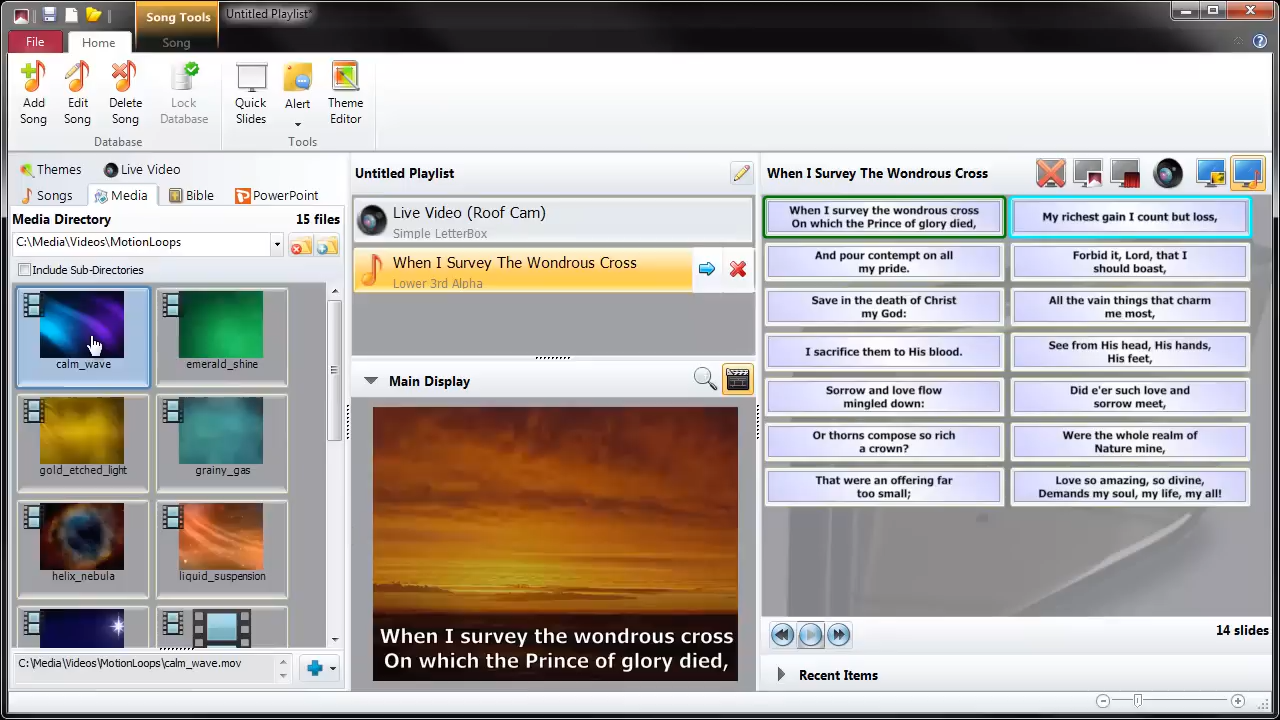 Song Tools
Untitled Playlist*
File
Home
Song
Add Song
Edit Song
Delete Song
Lock Database
Quick Slides
Alert
Theme Editor
Database
Tools
Themes
Live Video
Songs
Media
Bible
PowerPoint
Media Directory
15 files
C:\Media\Videos\MotionLoops
Include Sub-Directories
calm_wave
emerald_shine
gold_etched_light
grainy_gas
helix_nebula
liquid_suspension
C:\Media\Videos\MotionLoops\calm_wave.mov
Untitled Playlist
Live Video (Roof Cam)
Simple LetterBox
When I Survey The Wondrous Cross
Lower 3rd Alpha
Main Display
When I survey the wondrous cross
On which the Prince of glory died,
When I Survey The Wondrous Cross
When I survey the wondrous cross
On which the Prince of glory died,
My richest gain I count but loss,
And pour contempt on all
my pride.
Forbid it, Lord, that I
should boast,
Save in the death of Christ
my God:
All the vain things that charm
me most,
I sacrifice them to His blood.
See from His head, His hands,
His feet,
Sorrow and love flow
mingled down:
Did e'er such love and
sorrow meet,
Or thorns compose so rich
a crown?
Were the whole realm of
Nature mine,
That were an offering far
too small;
Love so amazing, so divine,
Demands my soul, my life, my all!
14 slides
Recent Items